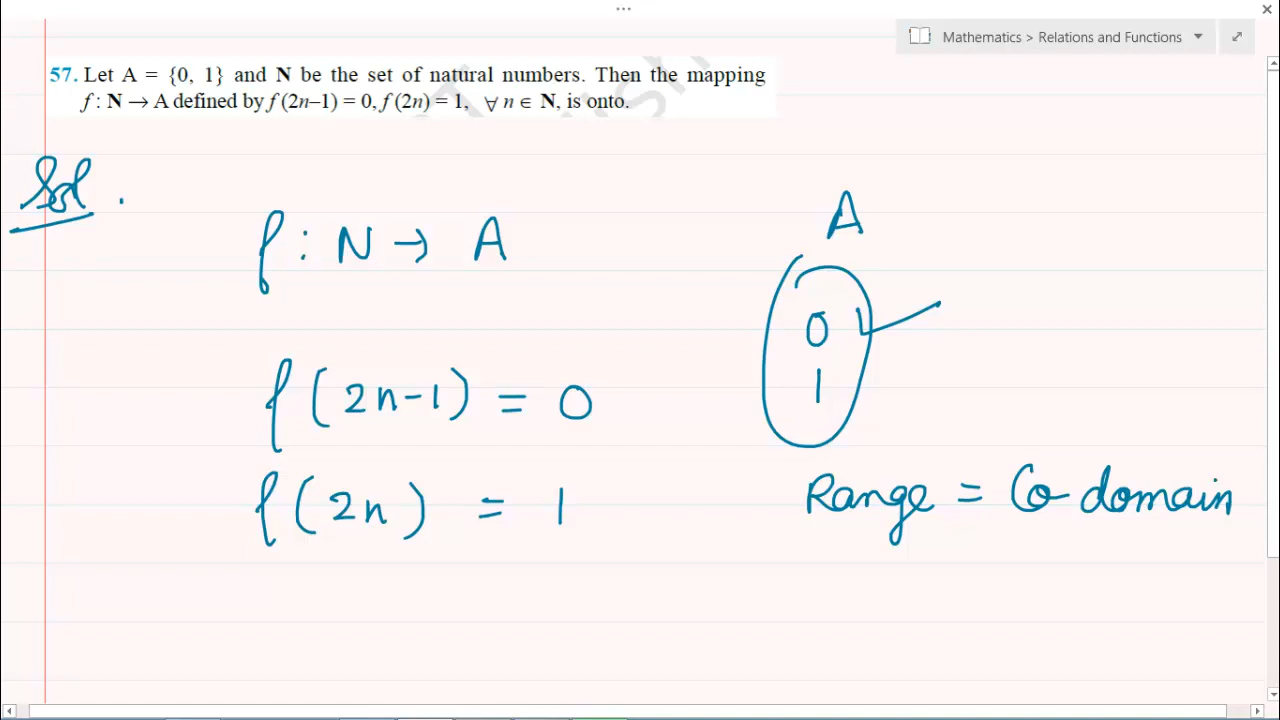 Mathematics > Relations and Functions
57. Let A = {0, 1} and N be the set of natural numbers. Then the mapping
f : N → A defined by f (2n–1) = 0, f (2n) = 1, ∀ n ∈ N, is onto.
Sol.
f : N → A
A
0
1
f (2n-1) = 0
f (2n) = 1
Range = Co domain